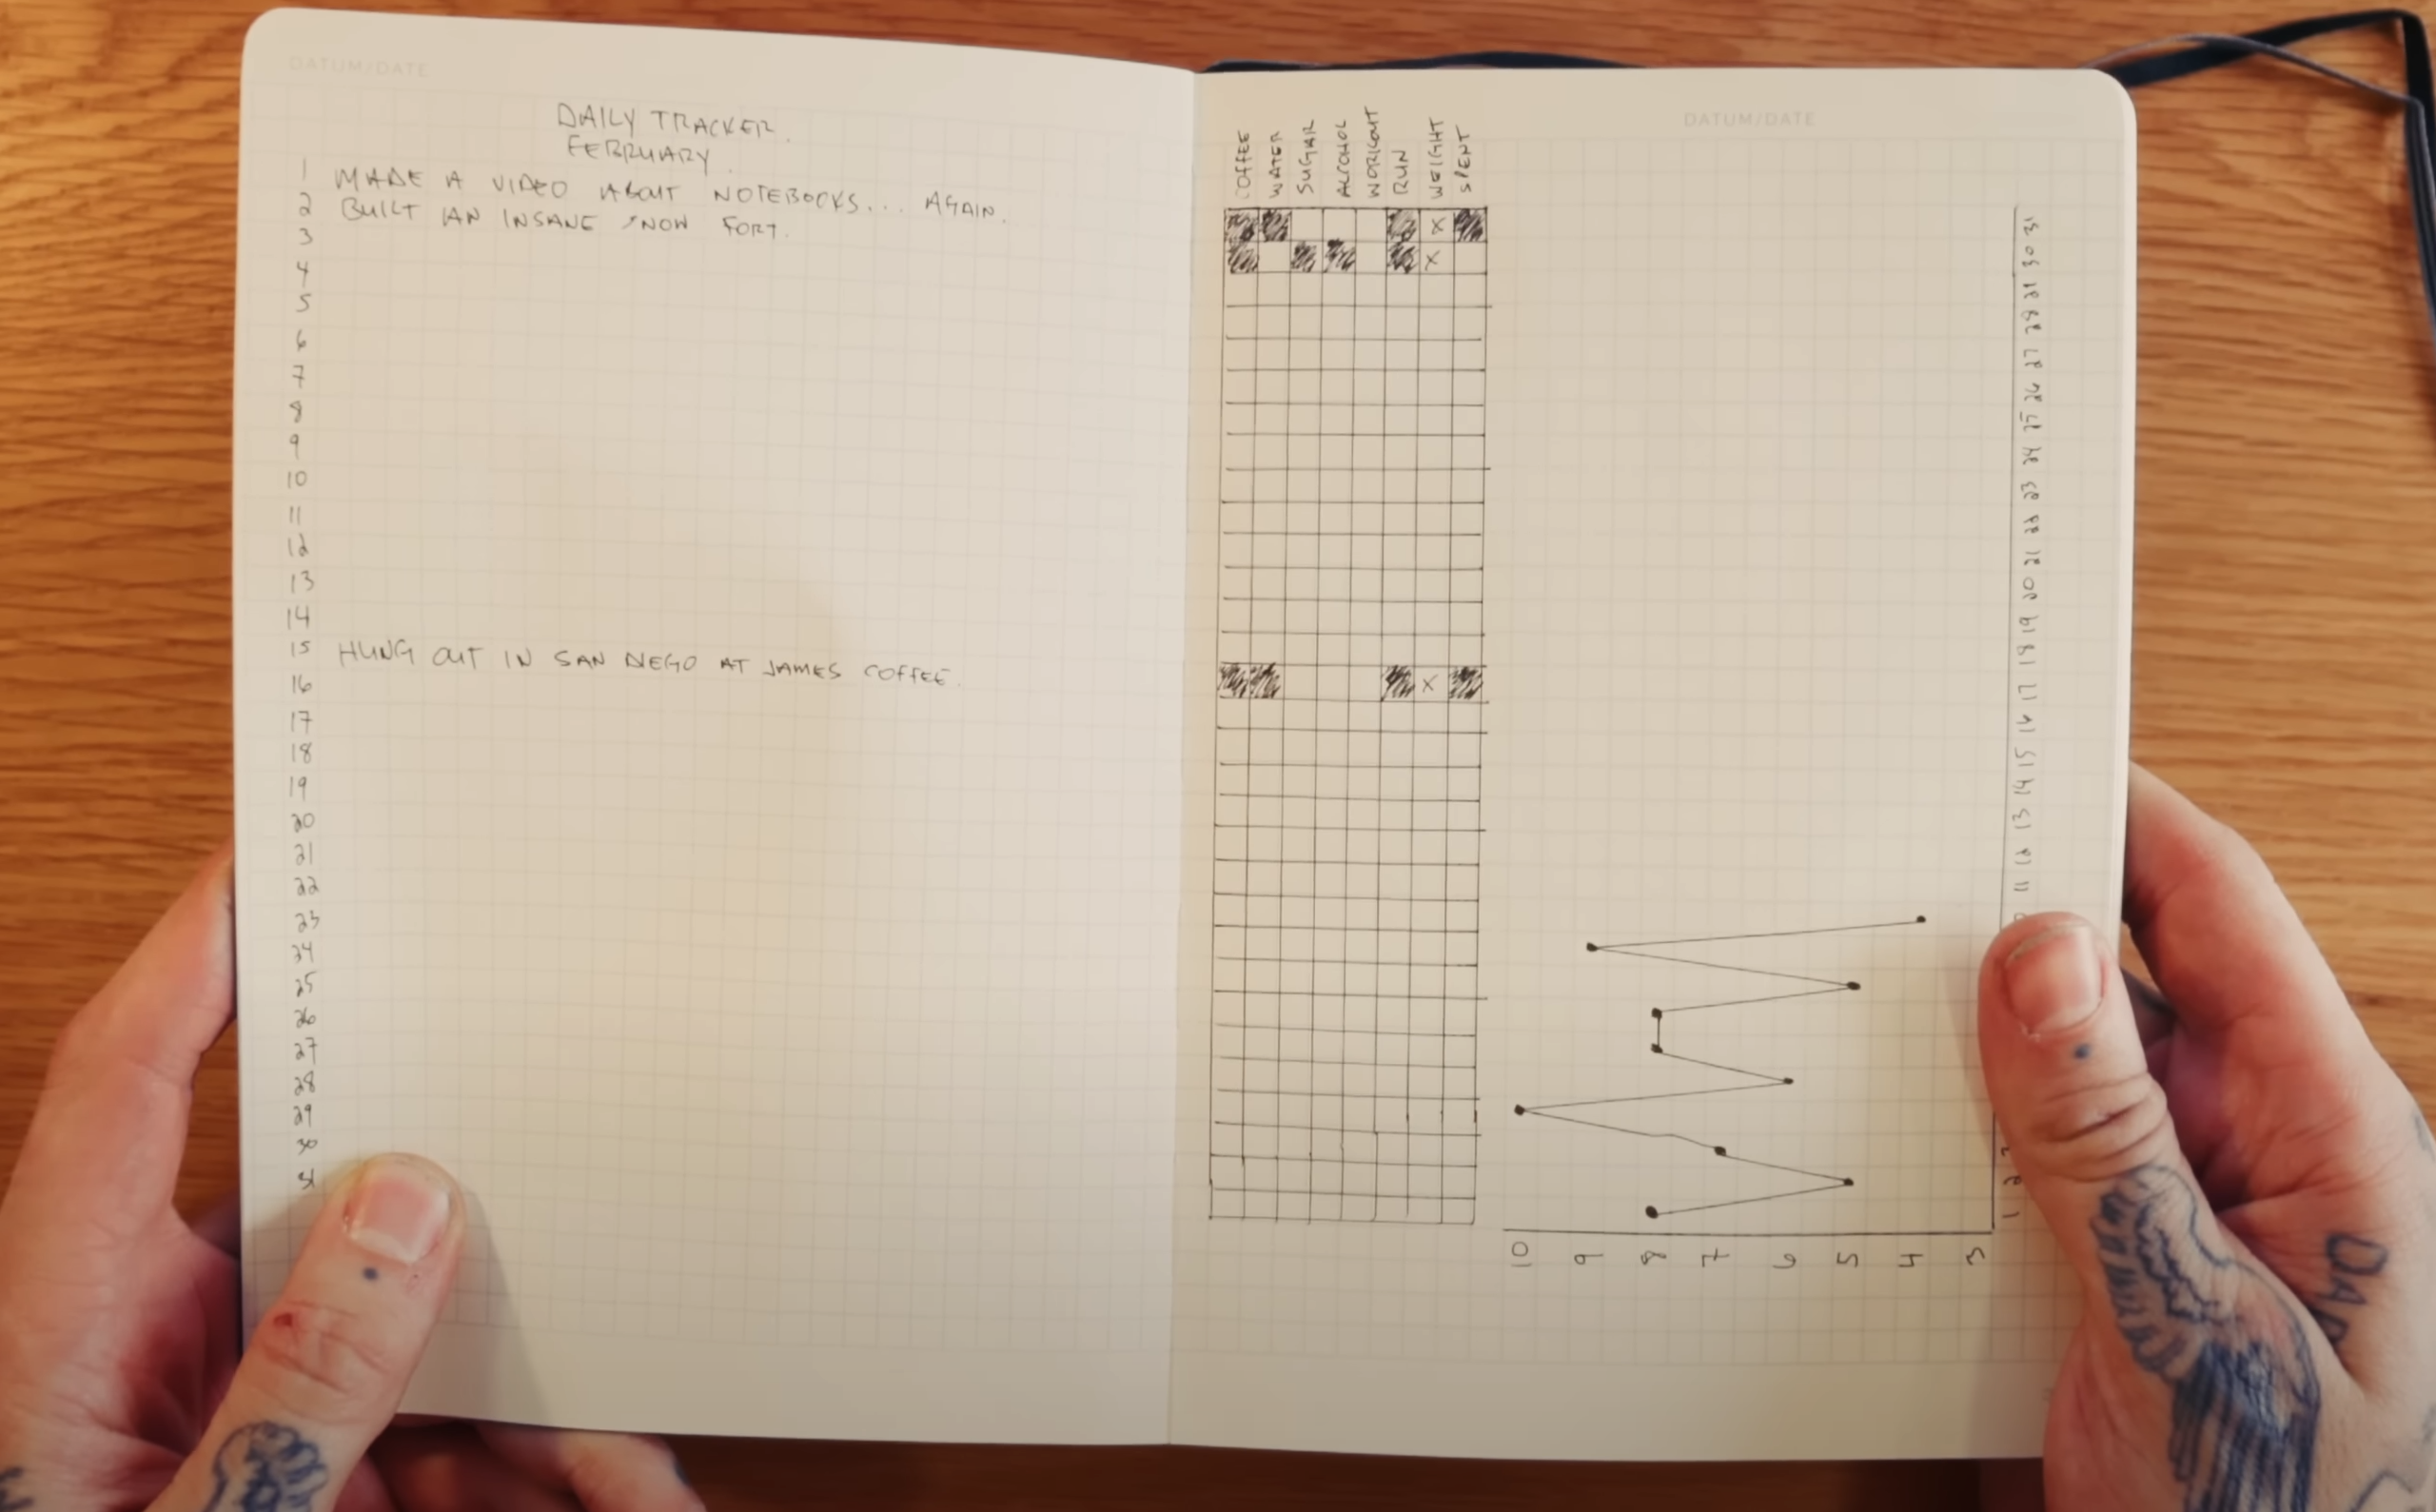 DATUM/DATE
DAILY TRACKER.
FEBRUARY
1 MADE A VIDEO ABOUT NOTEBOOKS... AGAIN.
2 BUILT AN INSANE SNOW FORT.
3
4
5
6
7
8
9
10
11
12
13
14
15 HUNG OUT IN SAN DIEGO AT JAMES COFFEE.
16
17
18
19
20
21
22
23
24
25
26
27
28
29
30
31
DATUM/DATE
COFFEE
WATER
SUGAR
ALCOHOL
WORKOUT
RUN
WEIGHT
SPENT
x
x
x
10 9 8 7 6 5 4 3
1 2 11 12 13 14 15 16 17 18 19 20 21 22 23 24 25 26 27 28 29 30 31
DAD